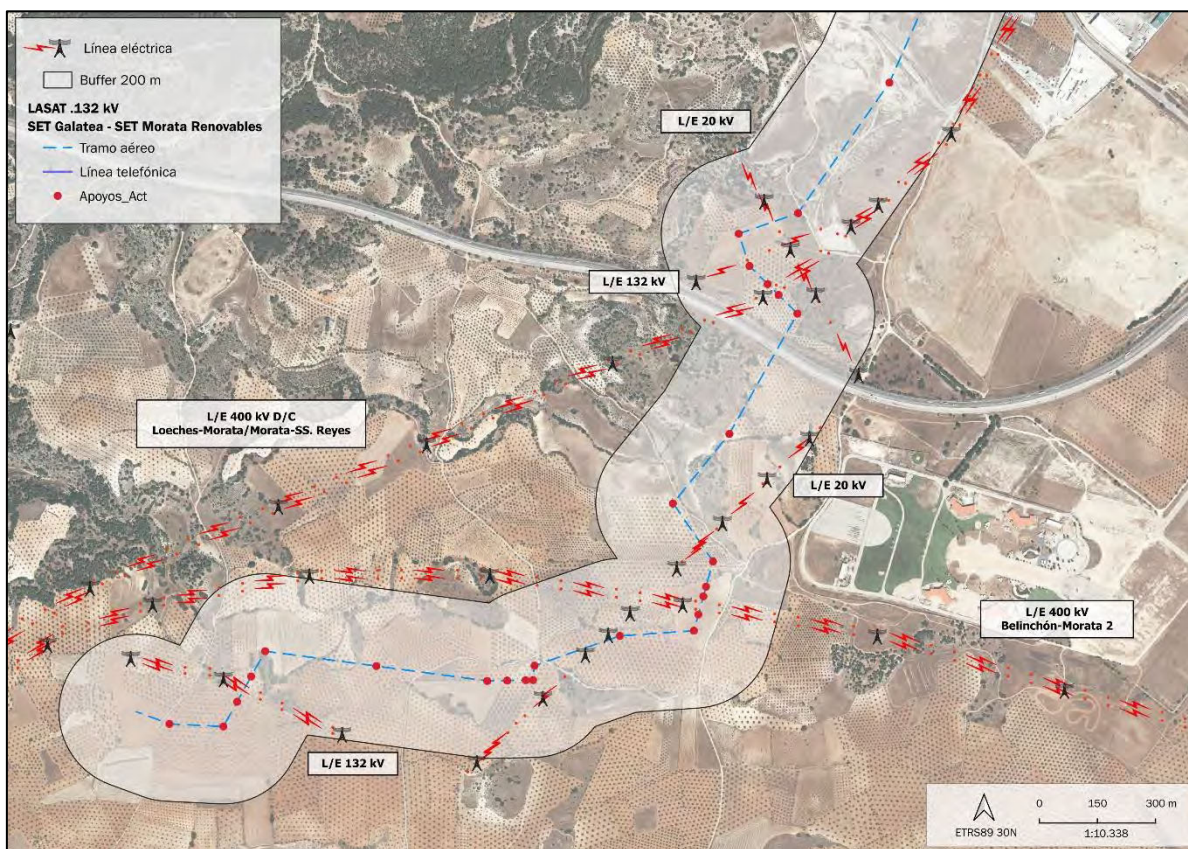 Línea eléctrica
Buffer 200 m
LASAT .132 kV
SET Galatea - SET Morata Renovables
Tramo aéreo
Línea telefónica
Apoyos_Act
L/E 20 kV
L/E 132 kV
L/E 400 kV D/C
Loeches-Morata/Morata-SS. Reyes
L/E 20 kV
L/E 400 kV
Belinchón-Morata 2
L/E 132 kV
ETRS89 30N
0 150 300 m
1:10.338